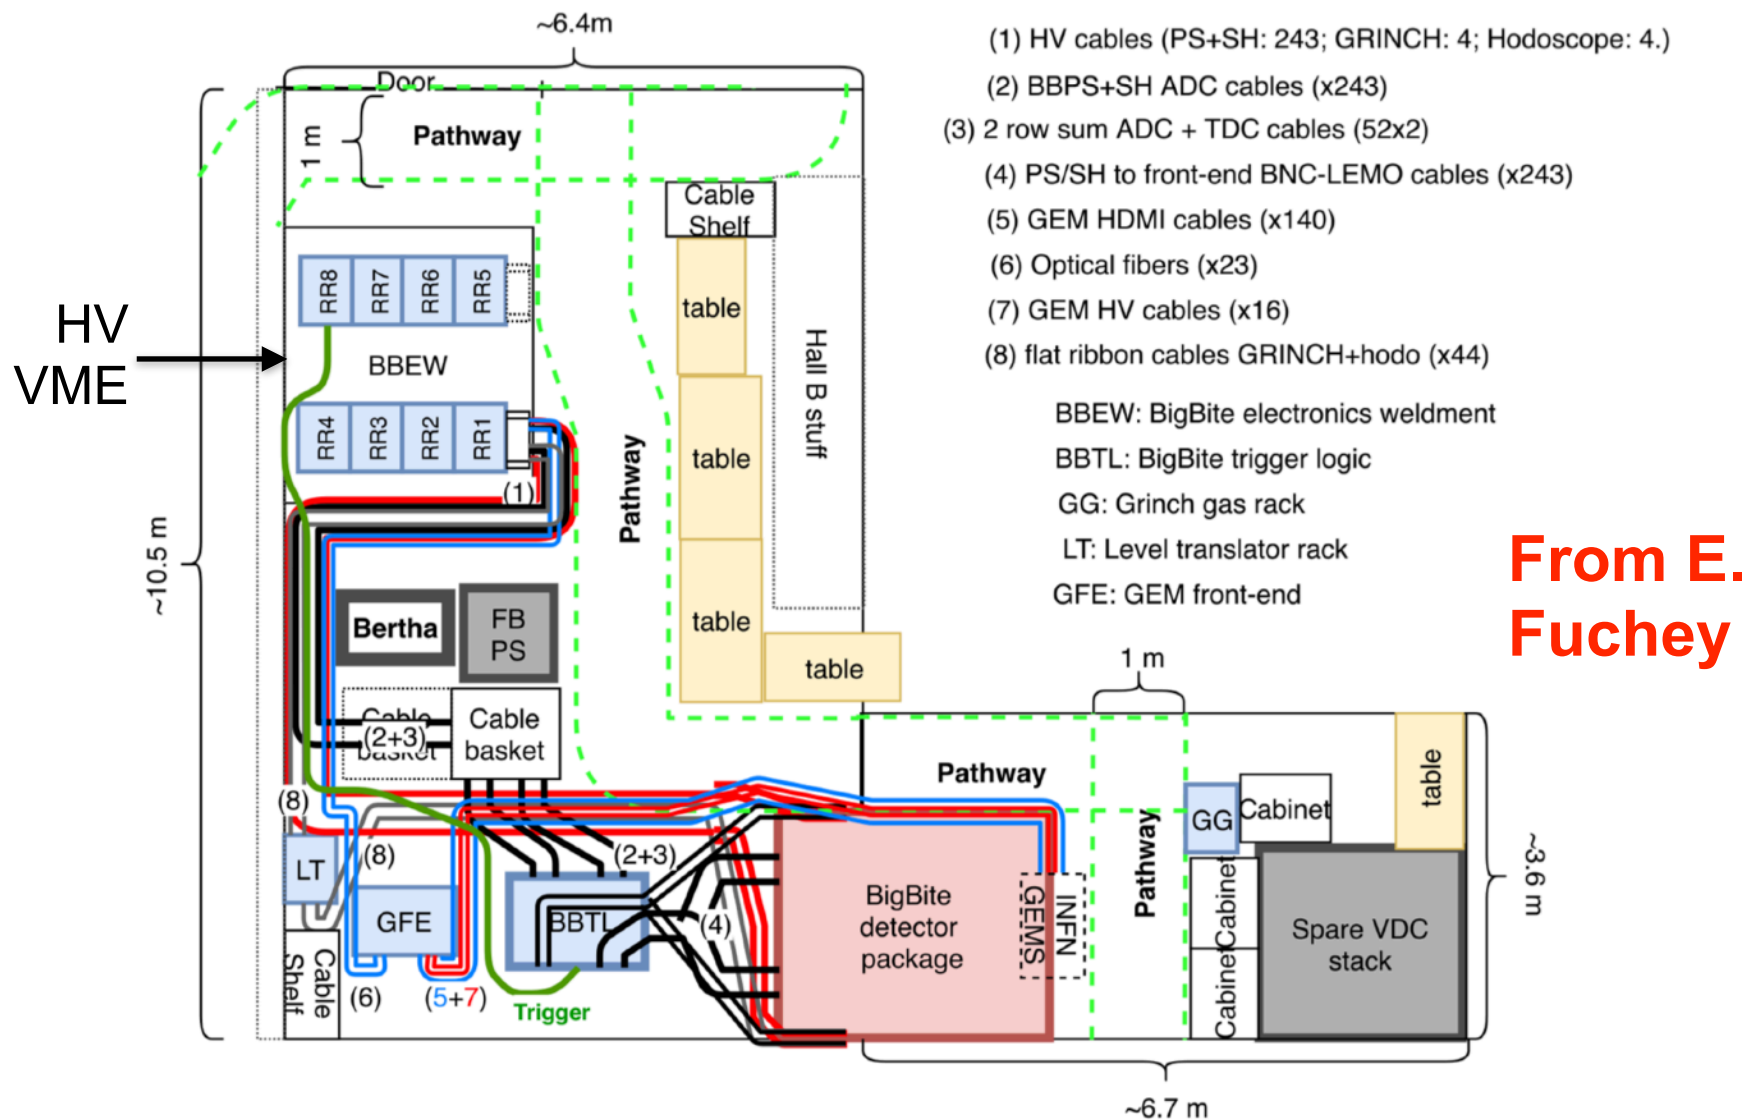 ~6.4m
Door
1 m
Pathway
(1) HV cables (PS+SH: 243; GRINCH: 4; Hodoscope: 4.)
(2) BBPS+SH ADC cables (x243)
(3) 2 row sum ADC + TDC cables (52x2)
(4) PS/SH to front-end BNC-LEMO cables (x243)
(5) GEM HDMI cables (x140)
(6) Optical fibers (x23)
(7) GEM HV cables (x16)
(8) flat ribbon cables GRINCH+hodo (x44)
BBEW: BigBite electronics weldment
BBTL: BigBite trigger logic
GG: Grinch gas rack
LT: Level translator rack
GFE: GEM front-end
From E.
Fuchey
Cable
Shelf
RR8
RR7
RR6
RR5
HV
VME
BBEW
RR4
RR3
RR2
RR1
(1)
table
table
table
table
Hall B stuff
Pathway
~10.5 m
Bertha
FB
PS
Cable
basket
(2+3)
Cable
basket
1 m
Pathway
Pathway
GG
Cabinet
table
Cabinet
Cabinet
Spare VDC
stack
~3.6 m
~6.7 m
(8)
(8)
LT
GFE
Cable
Shelf
(6)
(5+7)
Trigger
BBTL
(2+3)
(4)
BigBite
detector
package
INFN
GEMS